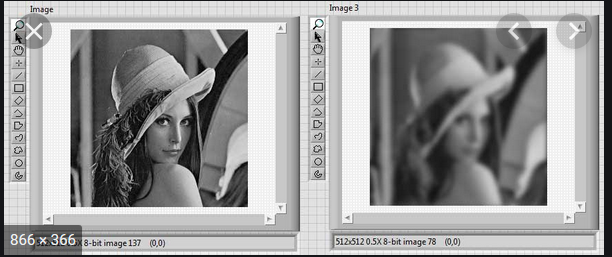 Image
Image 3
866 × 366
X 8-bit image 137 (0,0)
512x512 0.5X 8-bit image 78 (0,0)